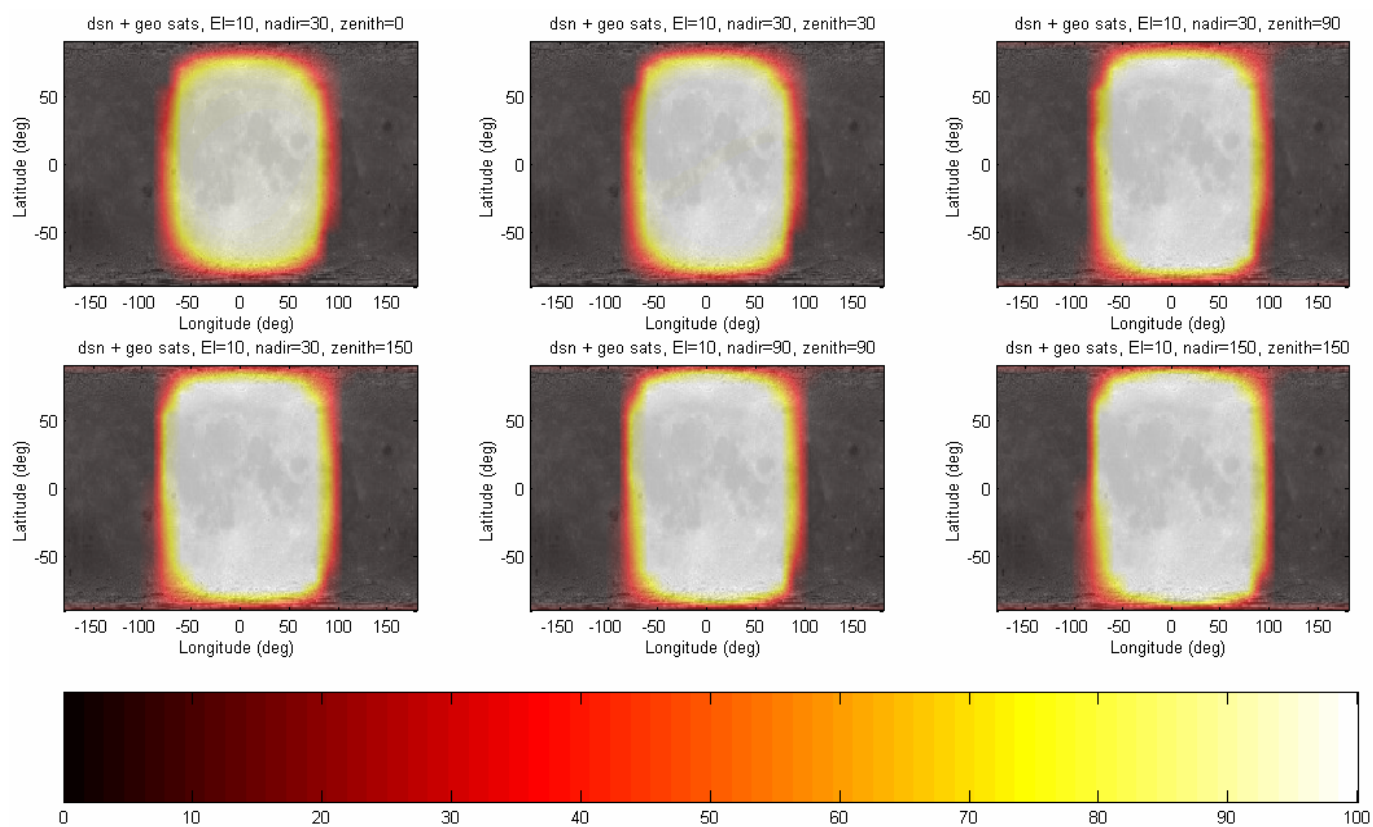 dsn + geo sats, El=10, nadir=30, zenith=0
dsn + geo sats, El=10, nadir=30, zenith=30
dsn + geo sats, El=10, nadir=30, zenith=90
Latitude (deg)
50
0
-50
-150 -100 -50 0 50 100 150
Longitude (deg)
Latitude (deg)
50
0
-50
-150 -100 -50 0 50 100 150
Longitude (deg)
Latitude (deg)
50
0
-50
-150 -100 -50 0 50 100 150
Longitude (deg)
dsn + geo sats, El=10, nadir=30, zenith=150
dsn + geo sats, El=10, nadir=90, zenith=90
dsn + geo sats, El=10, nadir=150, zenith=150
Latitude (deg)
50
0
-50
-150 -100 -50 0 50 100 150
Longitude (deg)
Latitude (deg)
50
0
-50
-150 -100 -50 0 50 100 150
Longitude (deg)
Latitude (deg)
50
0
-50
-150 -100 -50 0 50 100 150
Longitude (deg)
0 10 20 30 40 50 60 70 80 90 100